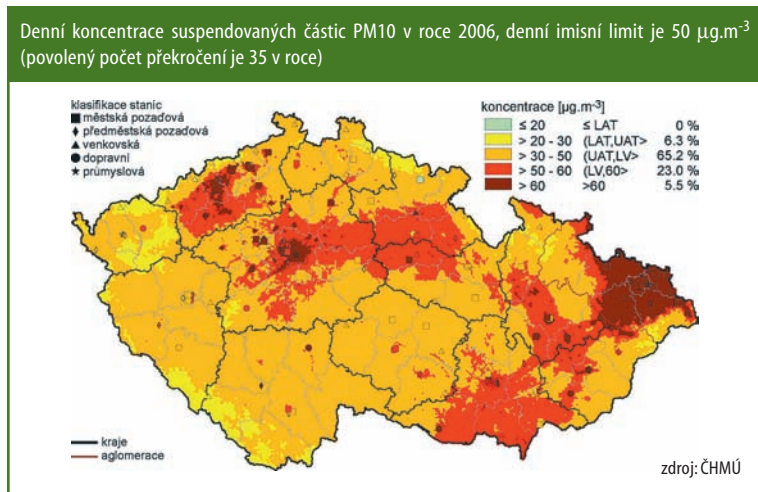 Denní koncentrace suspendovaných částic PM10 v roce 2006, denní imisní limit je 50 µg.m-3
(povolený počet překročení je 35 v roce)
klasifikace stanic
městská pozaďová
předměstská pozaďová
venkovská
dopravní
průmyslová
koncentrace [µg.m-3]
≤ 20 ≤ LAT 0 %
> 20 - 30 (LAT,UAT> 6.3 %
> 30 - 50 (UAT,LV> 65.2 %
> 50 - 60 (LV,60> 23.0 %
> 60 >60 5.5 %
kraje
aglomerace
zdroj: ČHMÚ